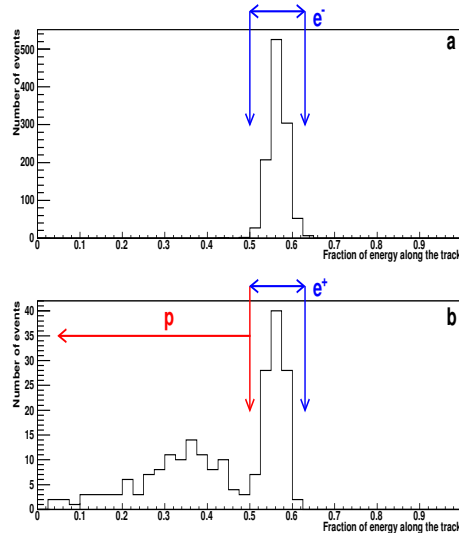 e-
a
Number of events
500
400
300
200
100
0
0 0.1 0.2 0.3 0.4 0.5 0.6 0.7 0.8 0.9
Fraction of energy along the track
e+
b
p
Number of events
40
35
30
25
20
15
10
5
0
0 0.1 0.2 0.3 0.4 0.5 0.6 0.7 0.8 0.9
Fraction of energy along the track